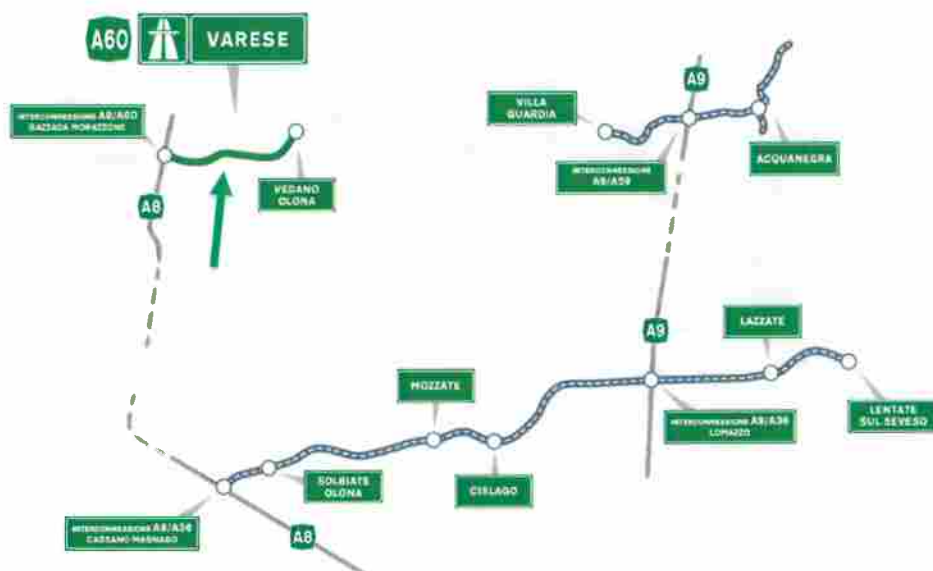 A60
VARESE
INTERCONNESSIONE A8/A60
GAZZADA MORAZZONE
VEDANO
OLONA
A8
A9
VILLA
GUARDIA
INTERCONNESSIONE
A9/A59
ACQUANEGRA
A9
LAZZATE
MOZZATE
INTERCONNESSIONE A9/A36
LOMAZZO
LENTATE
SUL SEVESO
SOLBIATE
OLONA
CISLAGO
INTERCONNESSIONE A8/A36
CASSANO MAGNAGO
A8